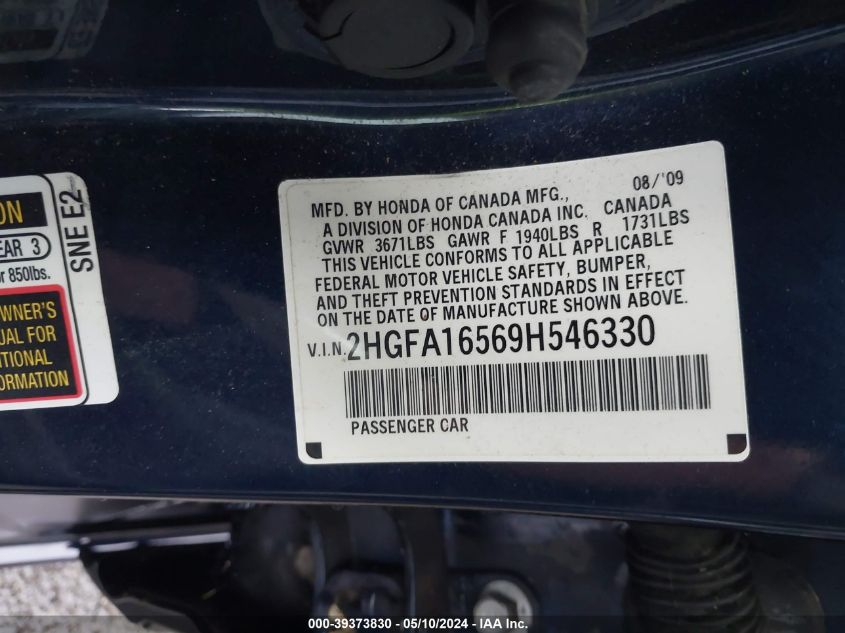 08/'09
MFD. BY HONDA OF CANADA MFG.,
A DIVISION OF HONDA CANADA INC. CANADA
GVWR 3671LBS GAWR F 1940LBS R 1731LBS
THIS VEHICLE CONFORMS TO ALL APPLICABLE
FEDERAL MOTOR VEHICLE SAFETY, BUMPER,
AND THEFT PREVENTION STANDARDS IN EFFECT
ON THE DATE OF MANUFACTURE SHOWN ABOVE.
V.I.N. 2HGFA16569H546330
PASSENGER CAR
ON
EAR 3
r 850lbs.
SNE E2
OWNER'S
UAL FOR
ITIONAL
ORMATION
000-39373830 - 05/10/2024 - IAA Inc.